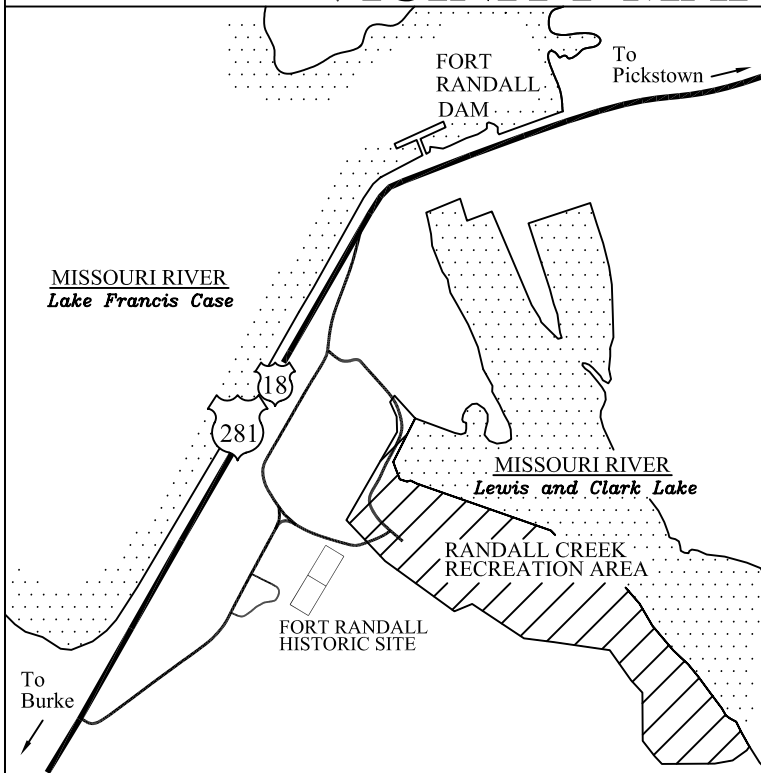 FORT
RANDALL
DAM
To
Pickstown
MISSOURI RIVER
Lake Francis Case
18
281
MISSOURI RIVER
Lewis and Clark Lake
RANDALL CREEK
RECREATION AREA
FORT RANDALL
HISTORIC SITE
To
Burke